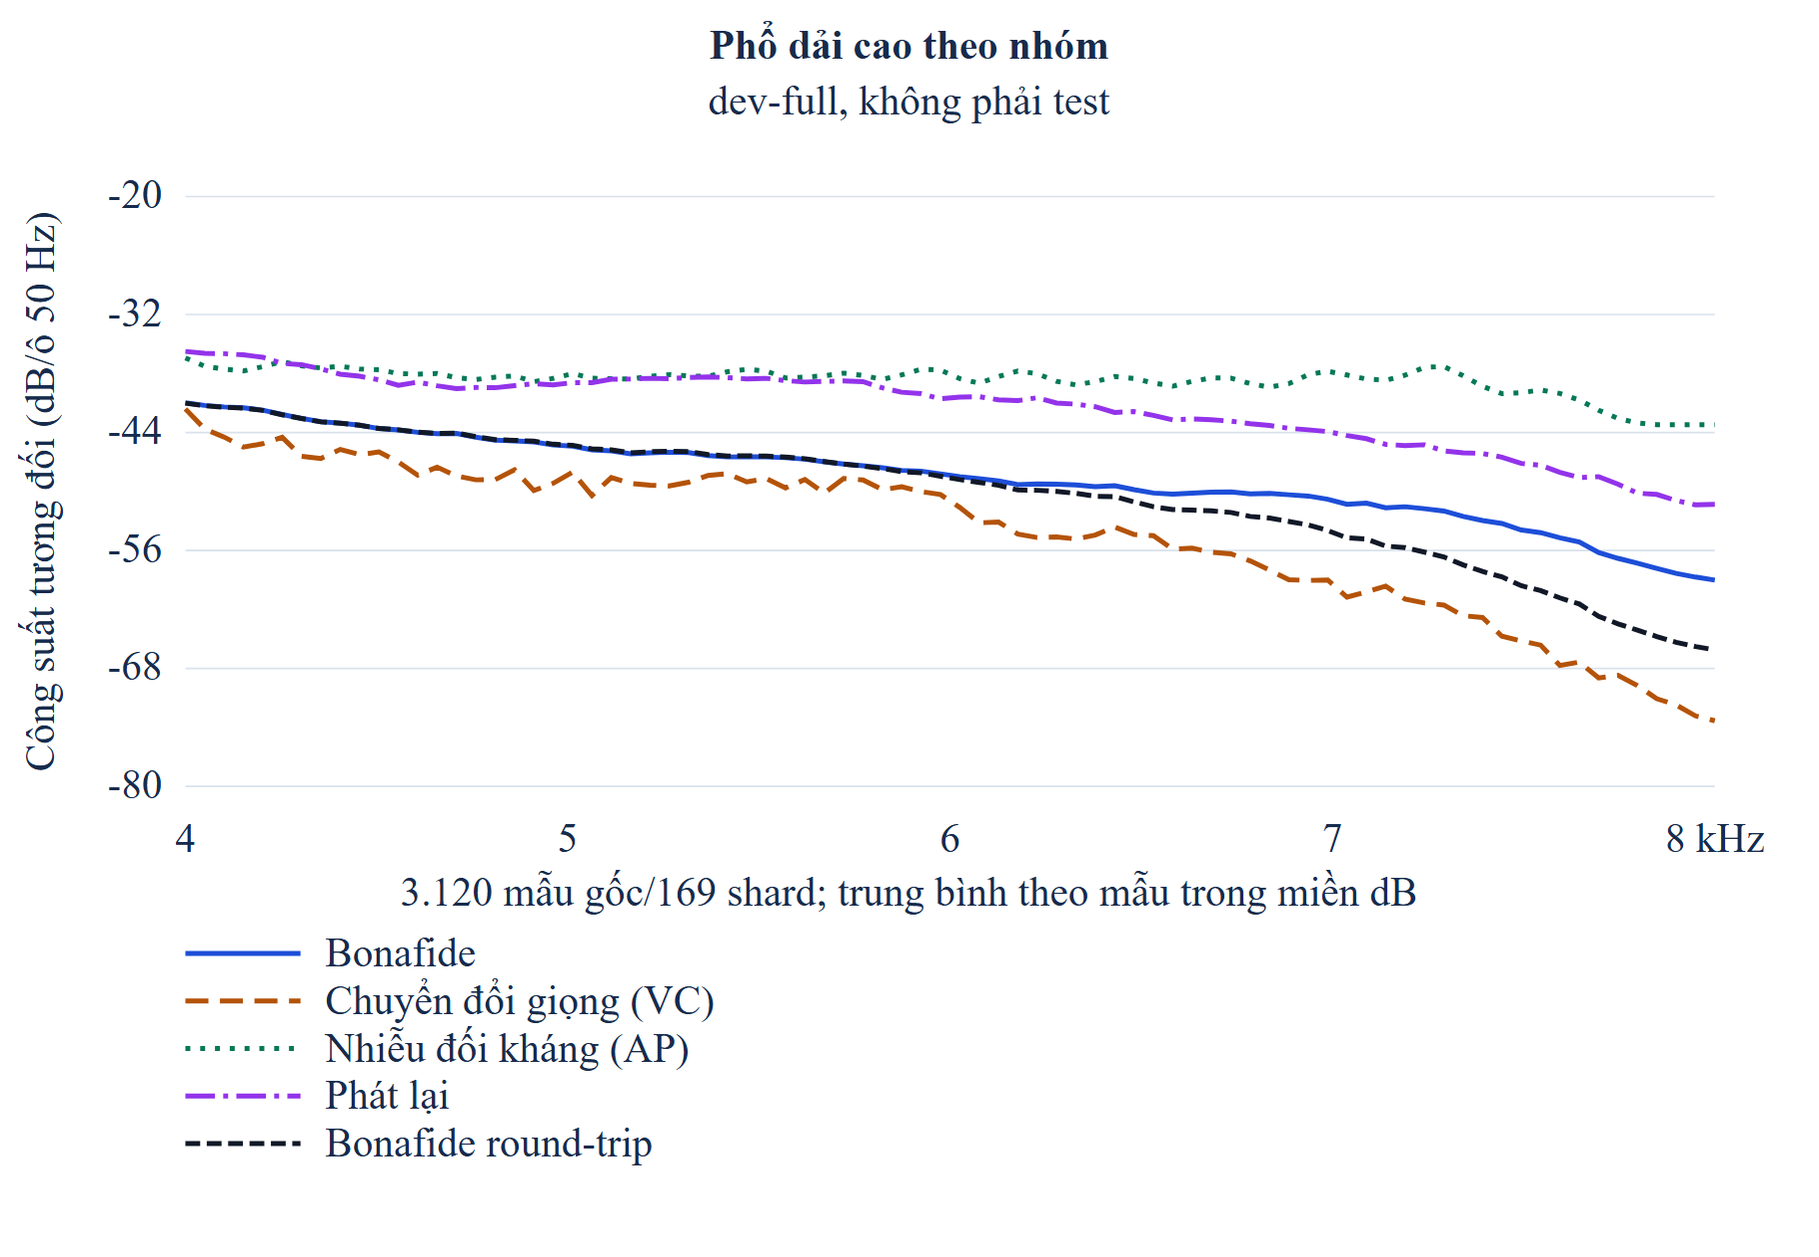 Phổ dải cao theo nhóm
dev-full, không phải test
Công suất tương đối (dB/ô 50 Hz)
-20
-32
-44
-56
-68
-80
4 5 6 7 8 kHz
3.120 mẫu gốc/169 shard; trung bình theo mẫu trong miền dB
Bonafide
Chuyển đổi giọng (VC)
Nhiễu đối kháng (AP)
Phát lại
Bonafide round-trip